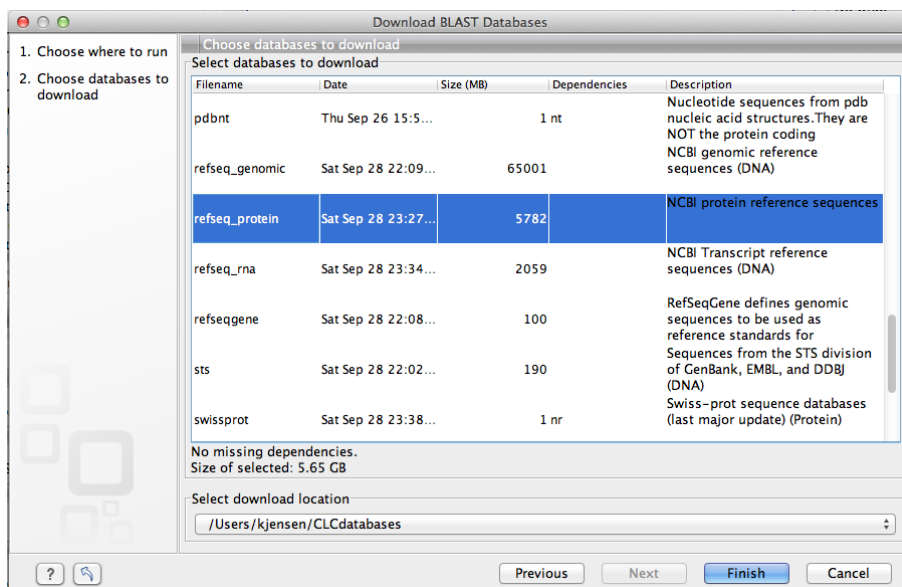 Download BLAST Databases
1. Choose where to run
2. Choose databases to
download
Choose databases to download
Select databases to download
Filename Date Size (MB) Dependencies Description
pdbnt Thu Sep 26 15:5... 1 nt Nucleotide sequences from pdb
nucleic acid structures.They are
NOT the protein coding
refseq_genomic Sat Sep 28 22:09... 65001 NCBI genomic reference
sequences (DNA)
refseq_protein Sat Sep 28 23:27... 5782 NCBI protein reference sequences
refseq_rna Sat Sep 28 23:34... 2059 NCBI Transcript reference
sequences (DNA)
refseqgene Sat Sep 28 22:08... 100 RefSeqGene defines genomic
sequences to be used as
reference standards for
sts Sat Sep 28 22:02... 190 Sequences from the STS division
of GenBank, EMBL, and DDBJ
(DNA)
swissprot Sat Sep 28 23:38... 1 nr Swiss-prot sequence databases
(last major update) (Protein)
No missing dependencies.
Size of selected: 5.65 GB
Select download location
/Users/kjensen/CLCdatabases
? Previous Next Finish Cancel